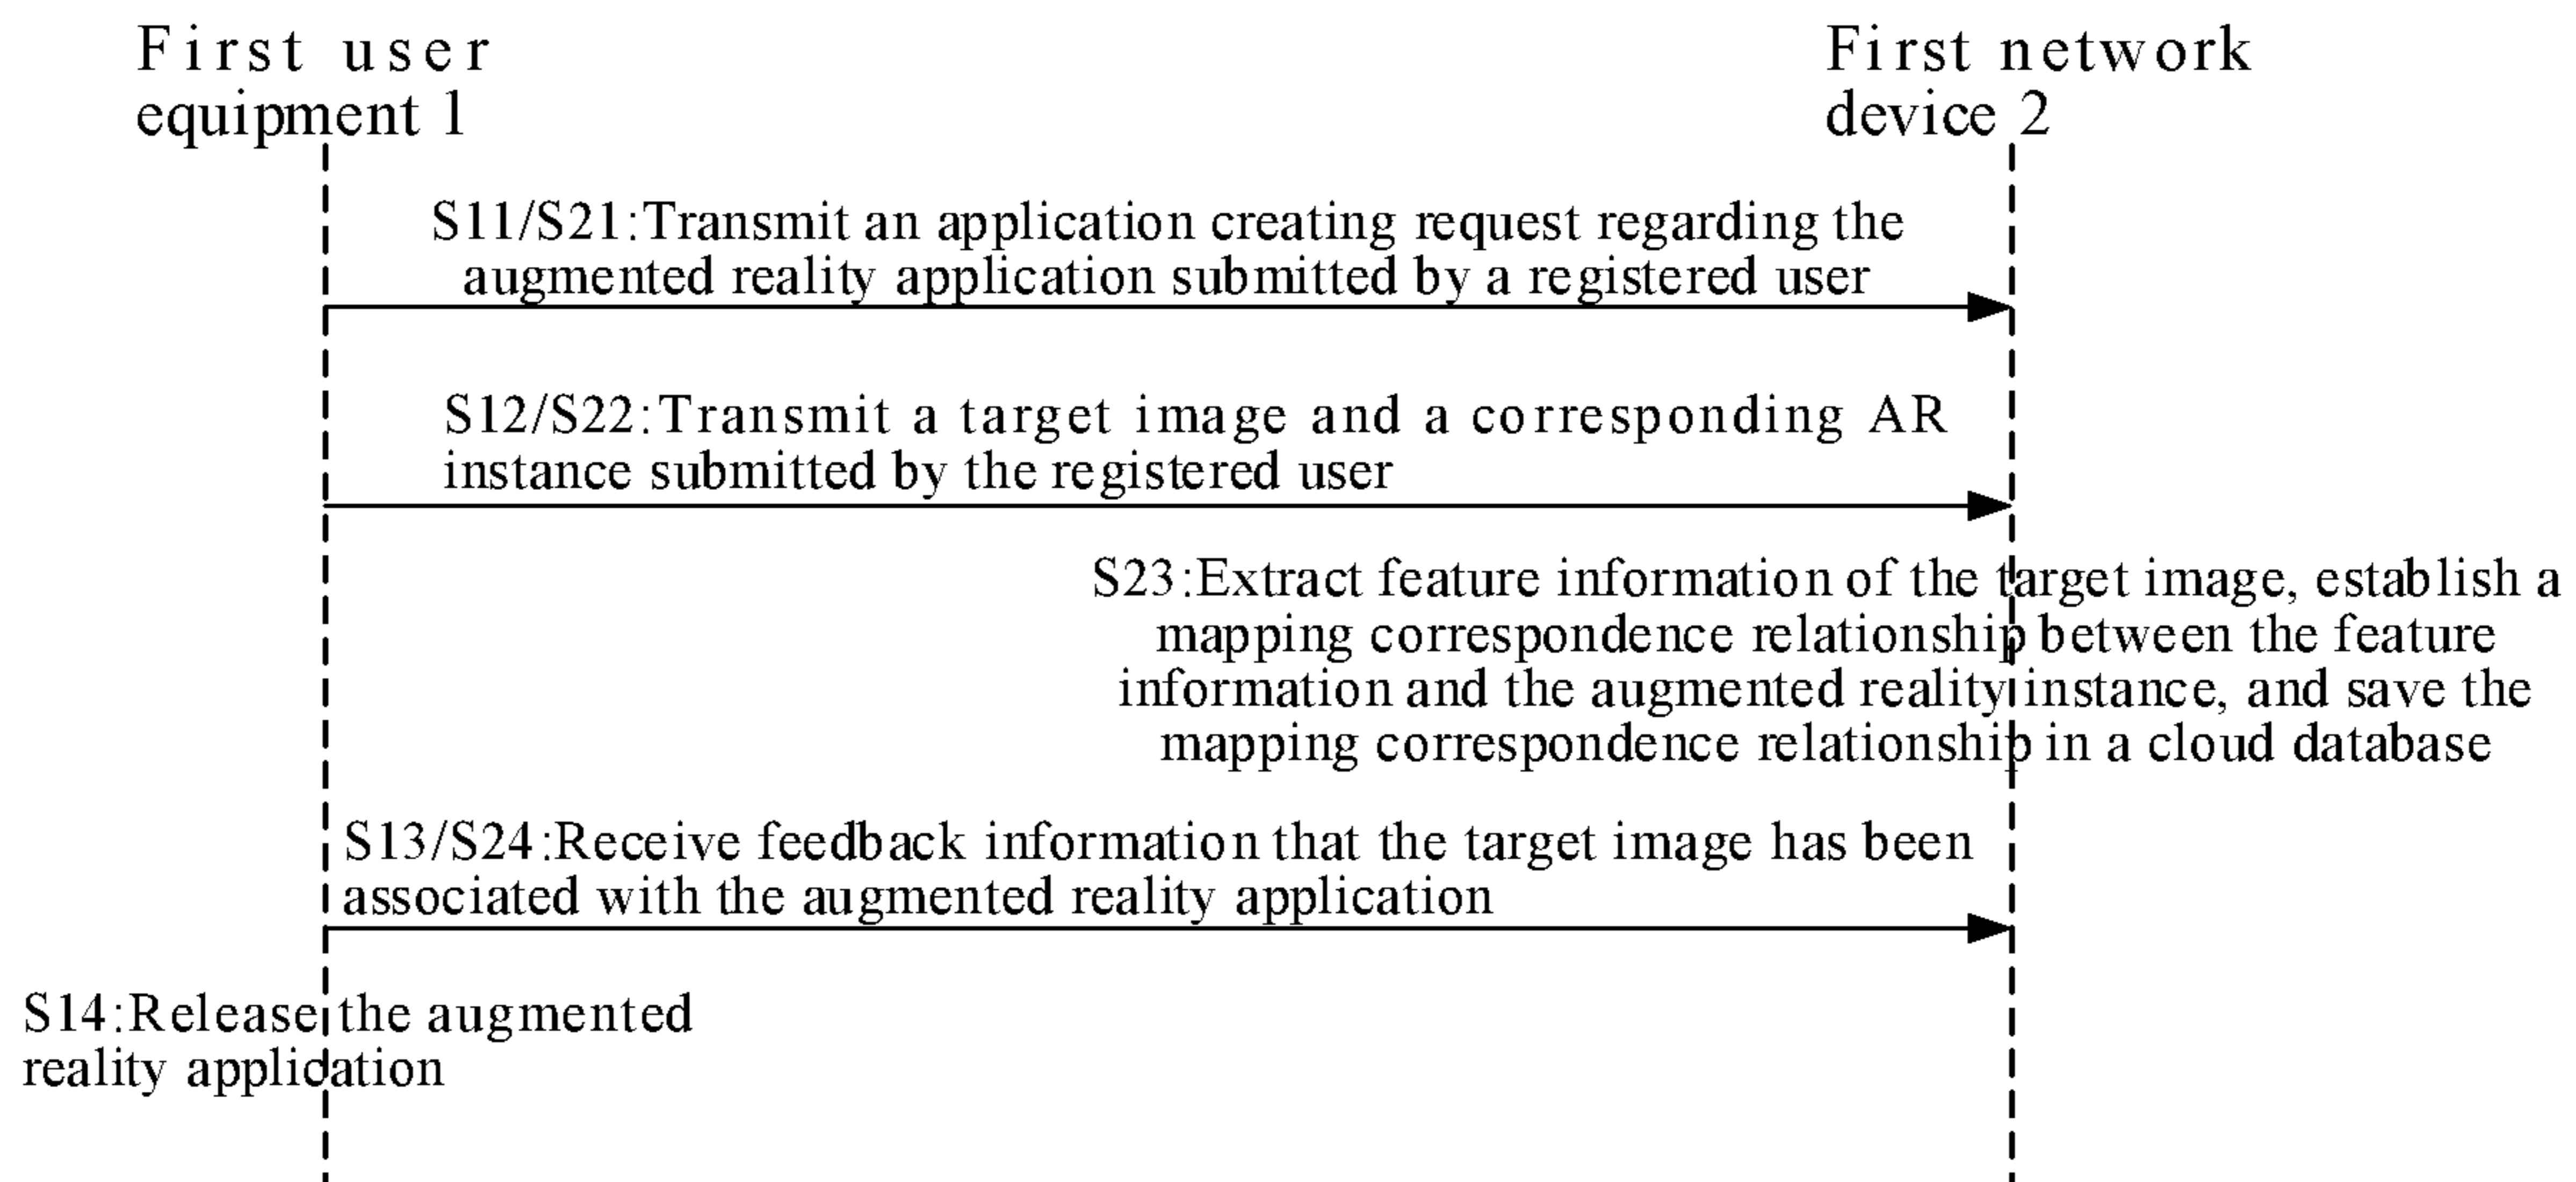 First user
equipment 1
First network
device 2
S11/S21:Transmit an application creating request regarding the
augmented reality application submitted by a registered user
S12/S22:Transmit a target image and a corresponding AR
instance submitted by the registered user
S23:Extract feature information of the target image, establish a
mapping correspondence relationship between the feature
information and the augmented reality instance, and save the
mapping correspondence relationship in a cloud database
S13/S24:Receive feedback information that the target image has been
associated with the augmented reality application
S14:Release the augmented
reality application